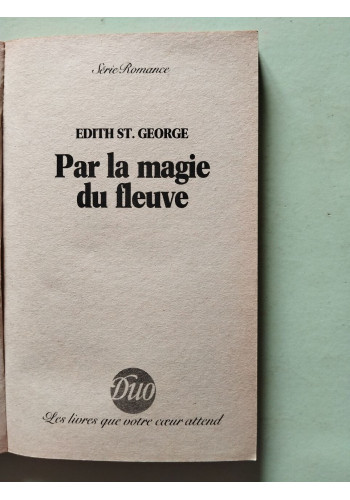 Série Romance
EDITH ST. GEORGE
Par la magie
du fleuve
Duo
Les livres que votre cœur attend